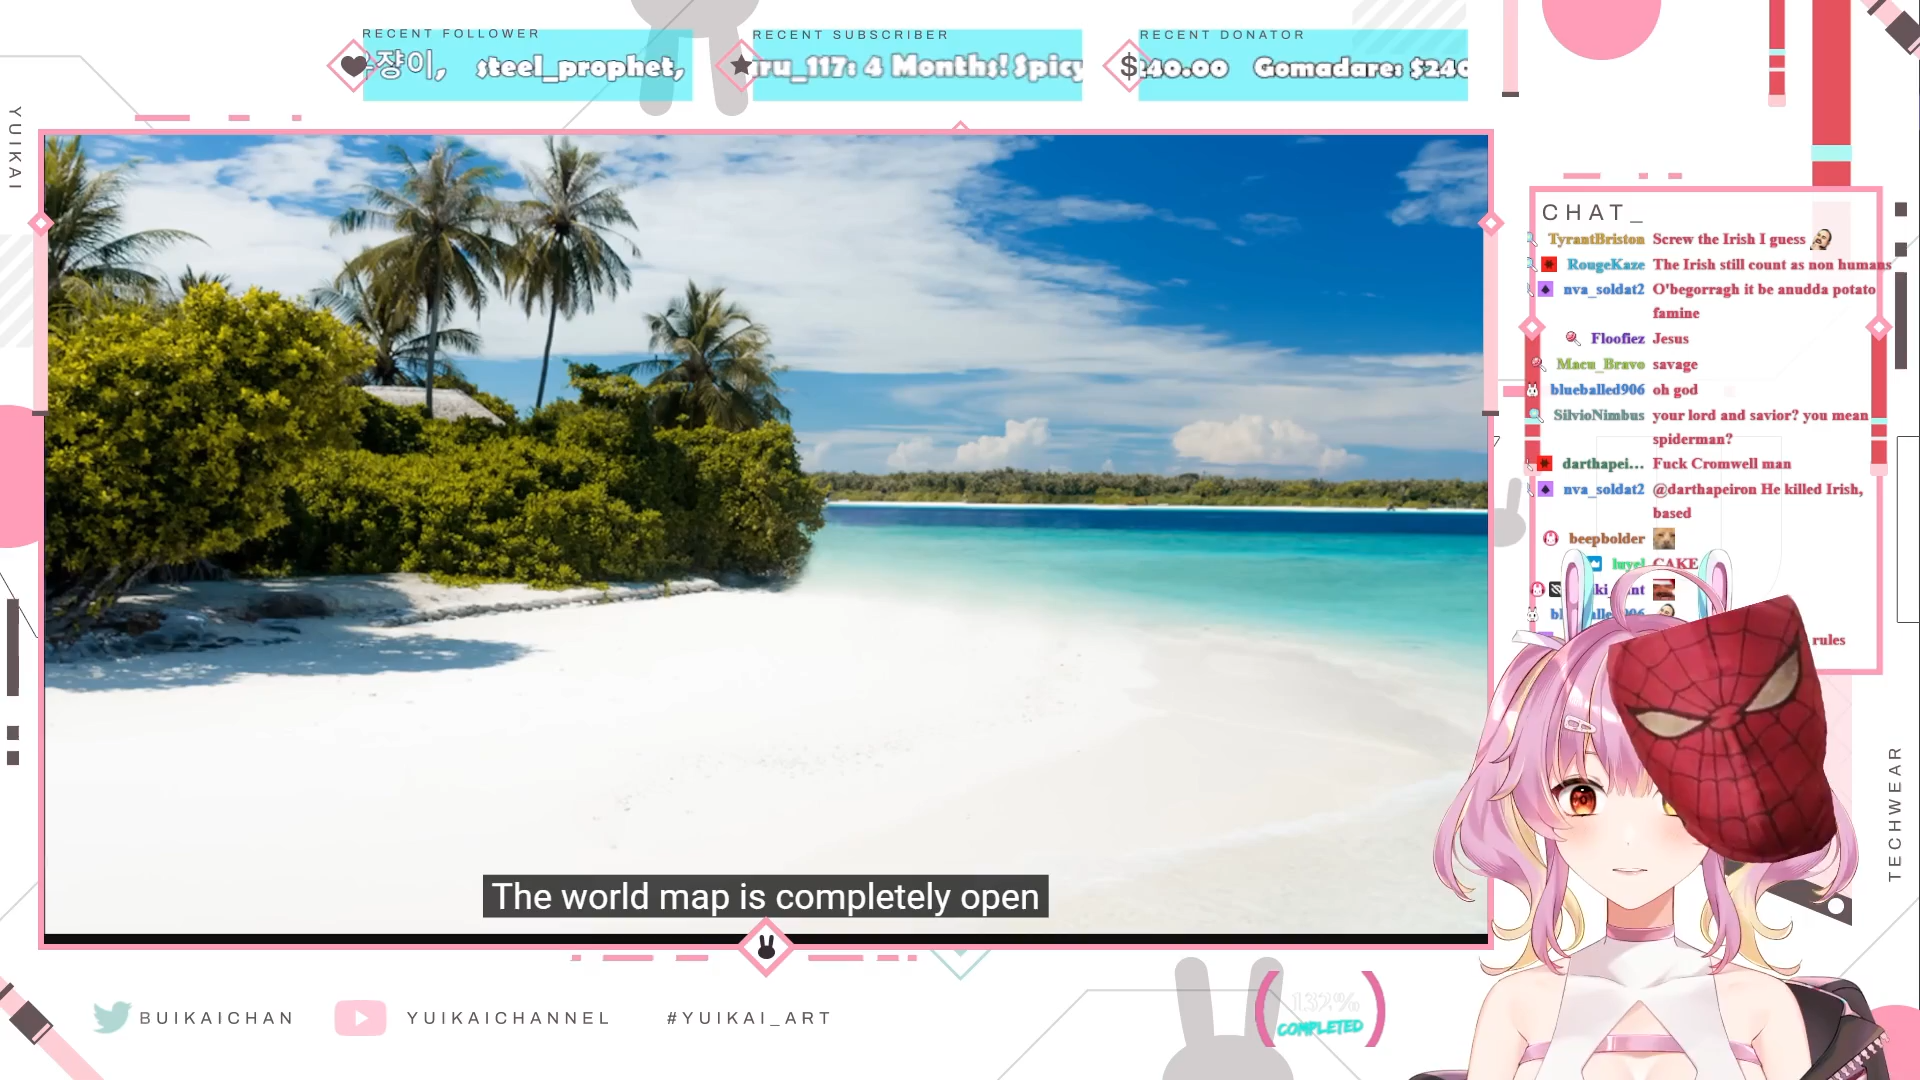 RECENT FOLLOWER
쟝이, steel_prophet,
RECENT SUBSCRIBER
ru_117: 4 Months! Spicy
RECENT DONATOR
$
240.00 Gomadare: $240
YUIKAI
CHAT_
TyrantBriston Screw the Irish I guess
RougeKaze The Irish still count as non humans
nva_soldat2 O'begorragh it be anudda potato
famine
Floofiez Jesus
Macu_Bravo savage
blueballed906 oh god
SilvioNimbus your lord and savior? you mean
spiderman?
darthapei... Fuck Cromwell man
nva_soldat2 @darthapeiron He killed Irish,
based
beepbolder
luyel CAKE
rules
The world map is completely open
TECHWEAR
BUIKAICHAN
YUIKAICHANNEL
#YUIKAI_ART
132%
COMPLETED